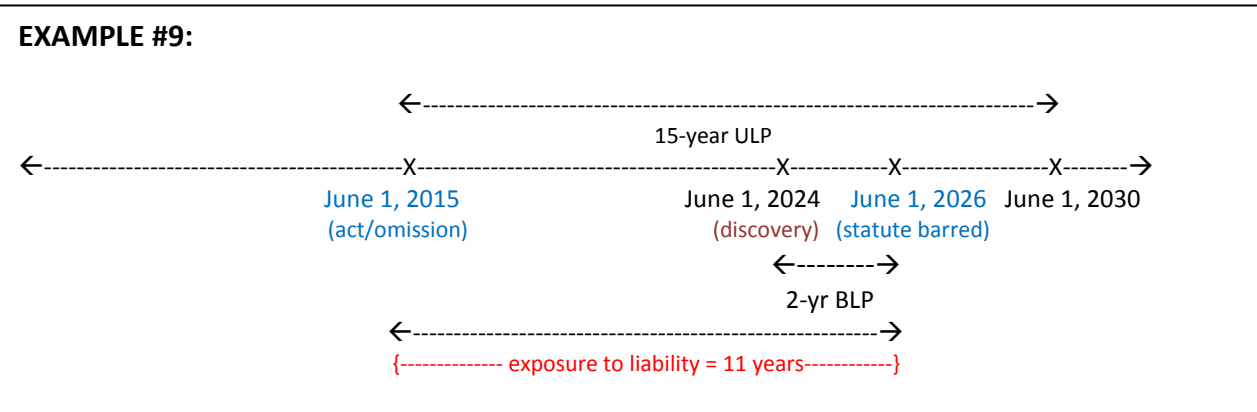 EXAMPLE #9:
←---------------------------------------------------------------------------→
15-year ULP
←--------------------------------------------X---------------------------------------------X------------X------------------X--------→
June 1, 2015 June 1, 2024 June 1, 2026 June 1, 2030
(act/omission) (discovery) (statute barred)
←--------→
2-yr BLP
←---------------------------------------------------------→
{-------------- exposure to liability = 11 years------------}